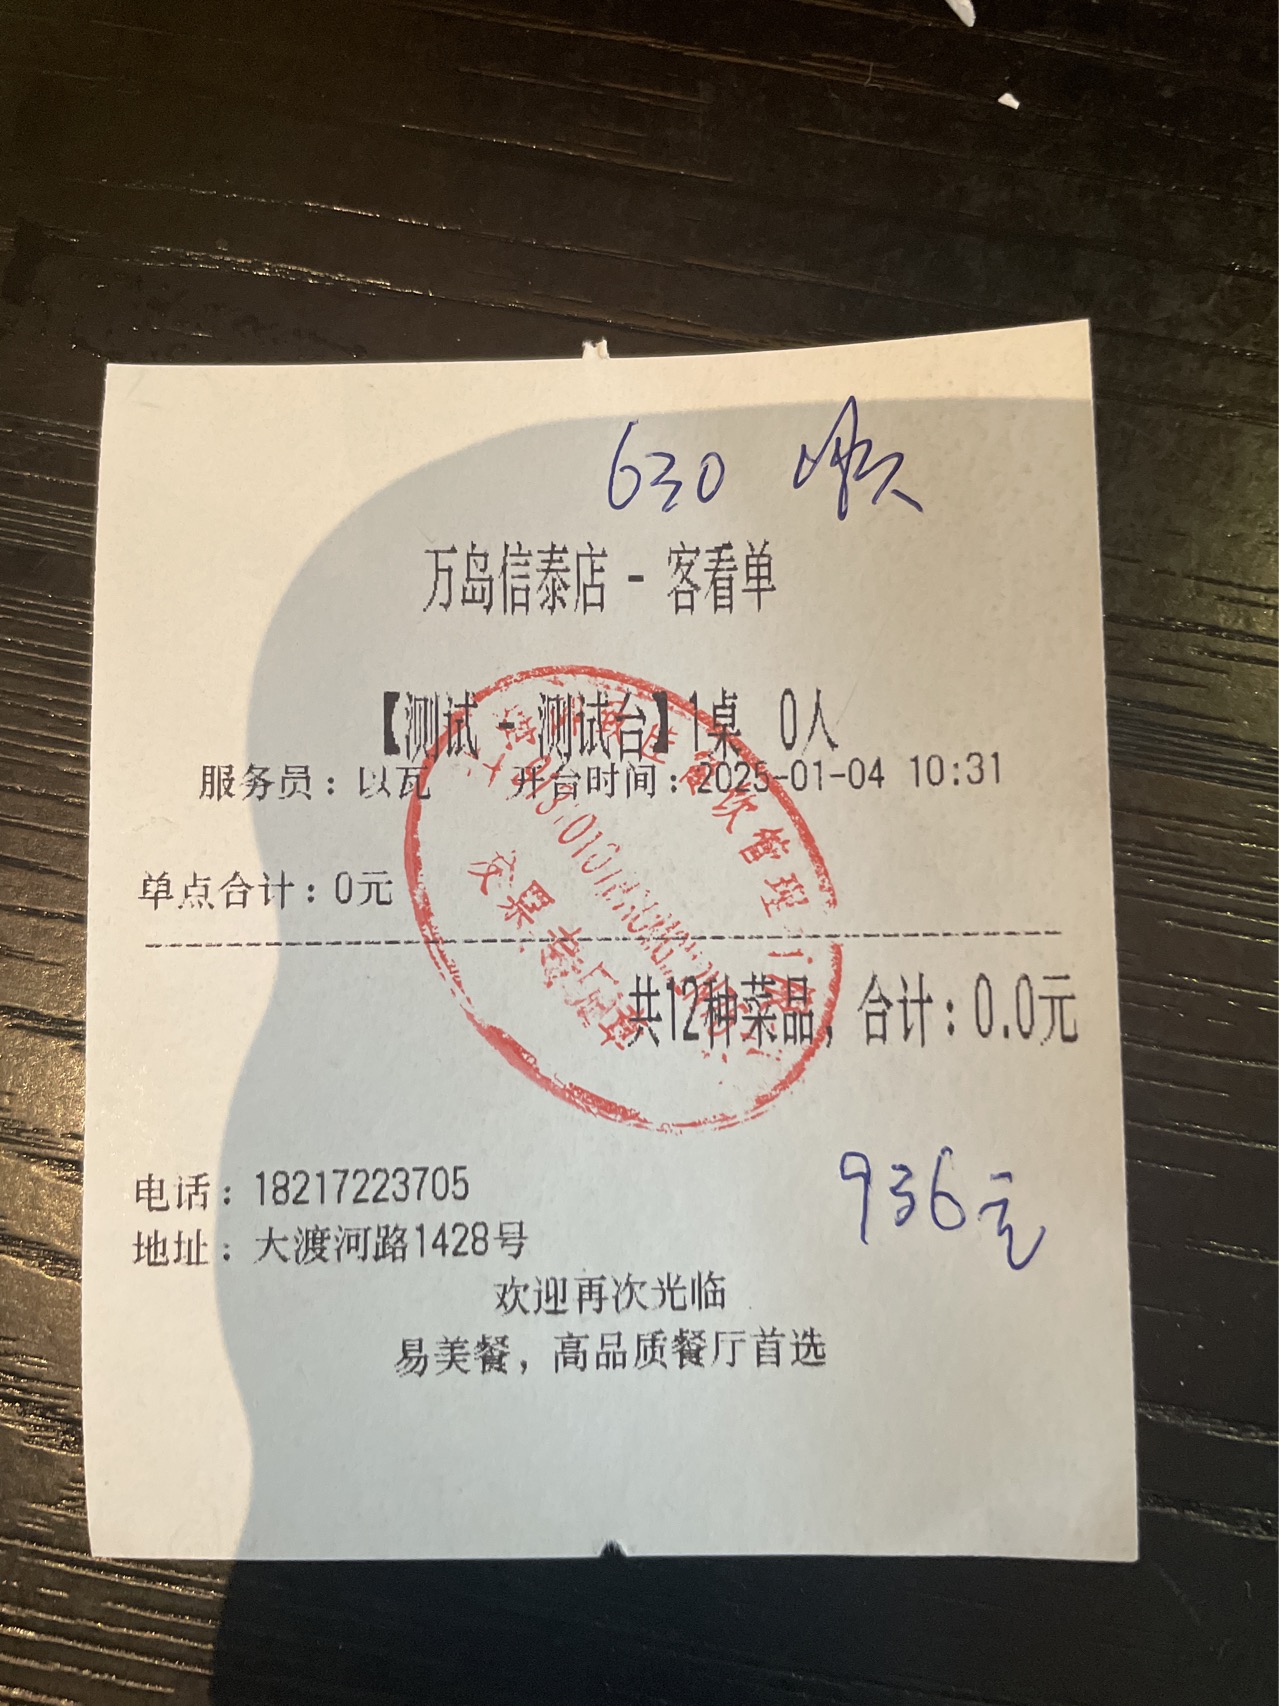 630
万岛信泰店 - 客看单
【测试 - 测试台】1桌 0人
服务员：以瓦 开台时间：2025-01-04 10:31
单点合计：0元
共12种菜品，合计：0.0元
936元
电话：18217223705
地址：大渡河路1428号
欢迎再次光临
易美餐，高品质餐厅首选
餐饮管理